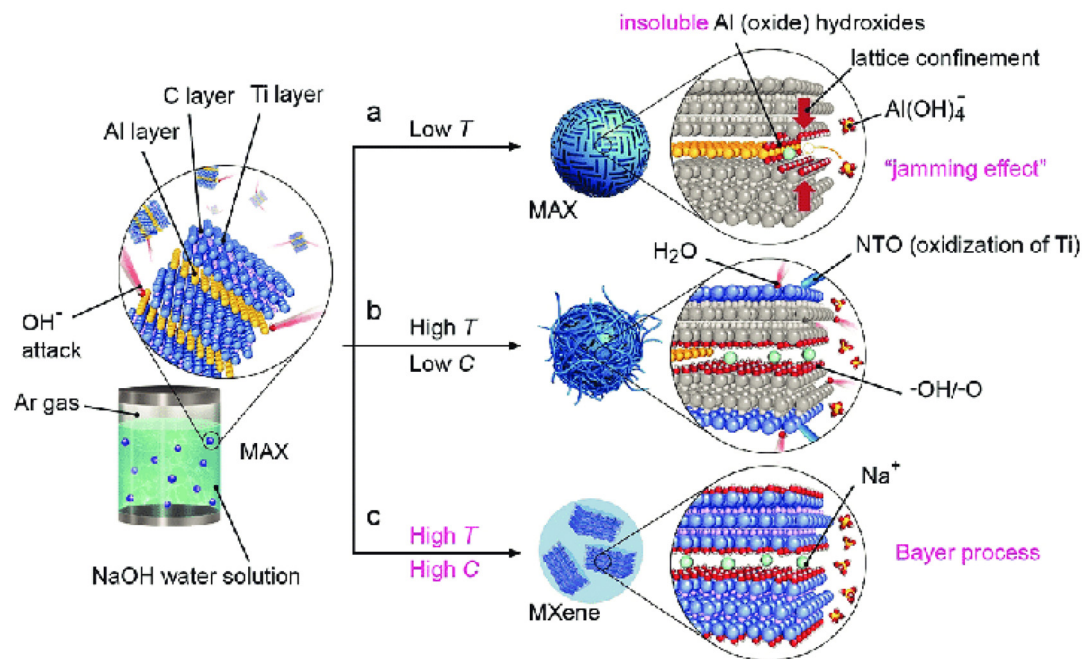 C layer
Ti layer
Al layer
OH⁻
attack
Ar gas
MAX
NaOH water solution
a
Low T
MAX
insoluble Al (oxide) hydroxides
lattice confinement
Al(OH)₄⁻
"jamming effect"
b
High T
Low C
H₂O
NTO (oxidization of Ti)
-OH/-O
c
High T
High C
MXene
Na⁺
Bayer process